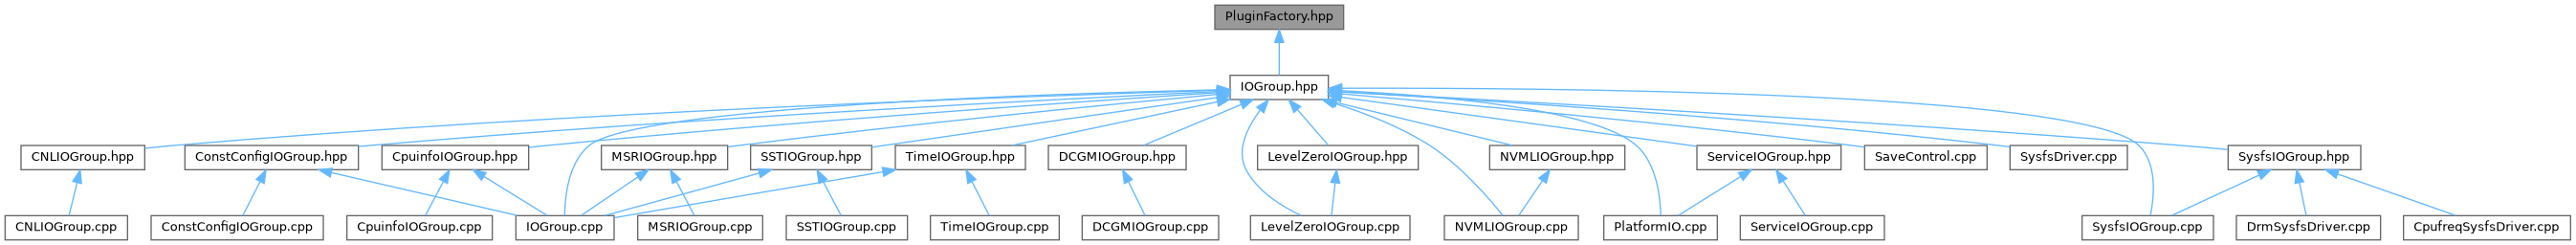 PluginFactory.hpp
IOGroup.hpp
CNLIOGroup.hpp
ConstConfigIOGroup.hpp
CpuinfoIOGroup.hpp
MSRIOGroup.hpp
SSTIOGroup.hpp
TimeIOGroup.hpp
DCGMIOGroup.hpp
LevelZeroIOGroup.hpp
NVMLIOGroup.hpp
ServiceIOGroup.hpp
SaveControl.cpp
SysfsDriver.cpp
SysfsIOGroup.hpp
CNLIOGroup.cpp
ConstConfigIOGroup.cpp
CpuinfoIOGroup.cpp
IOGroup.cpp
MSRIOGroup.cpp
SSTIOGroup.cpp
TimeIOGroup.cpp
DCGMIOGroup.cpp
LevelZeroIOGroup.cpp
NVMLIOGroup.cpp
PlatformIO.cpp
ServiceIOGroup.cpp
SysfsIOGroup.cpp
DrmSysfsDriver.cpp
CpufreqSysfsDriver.cpp